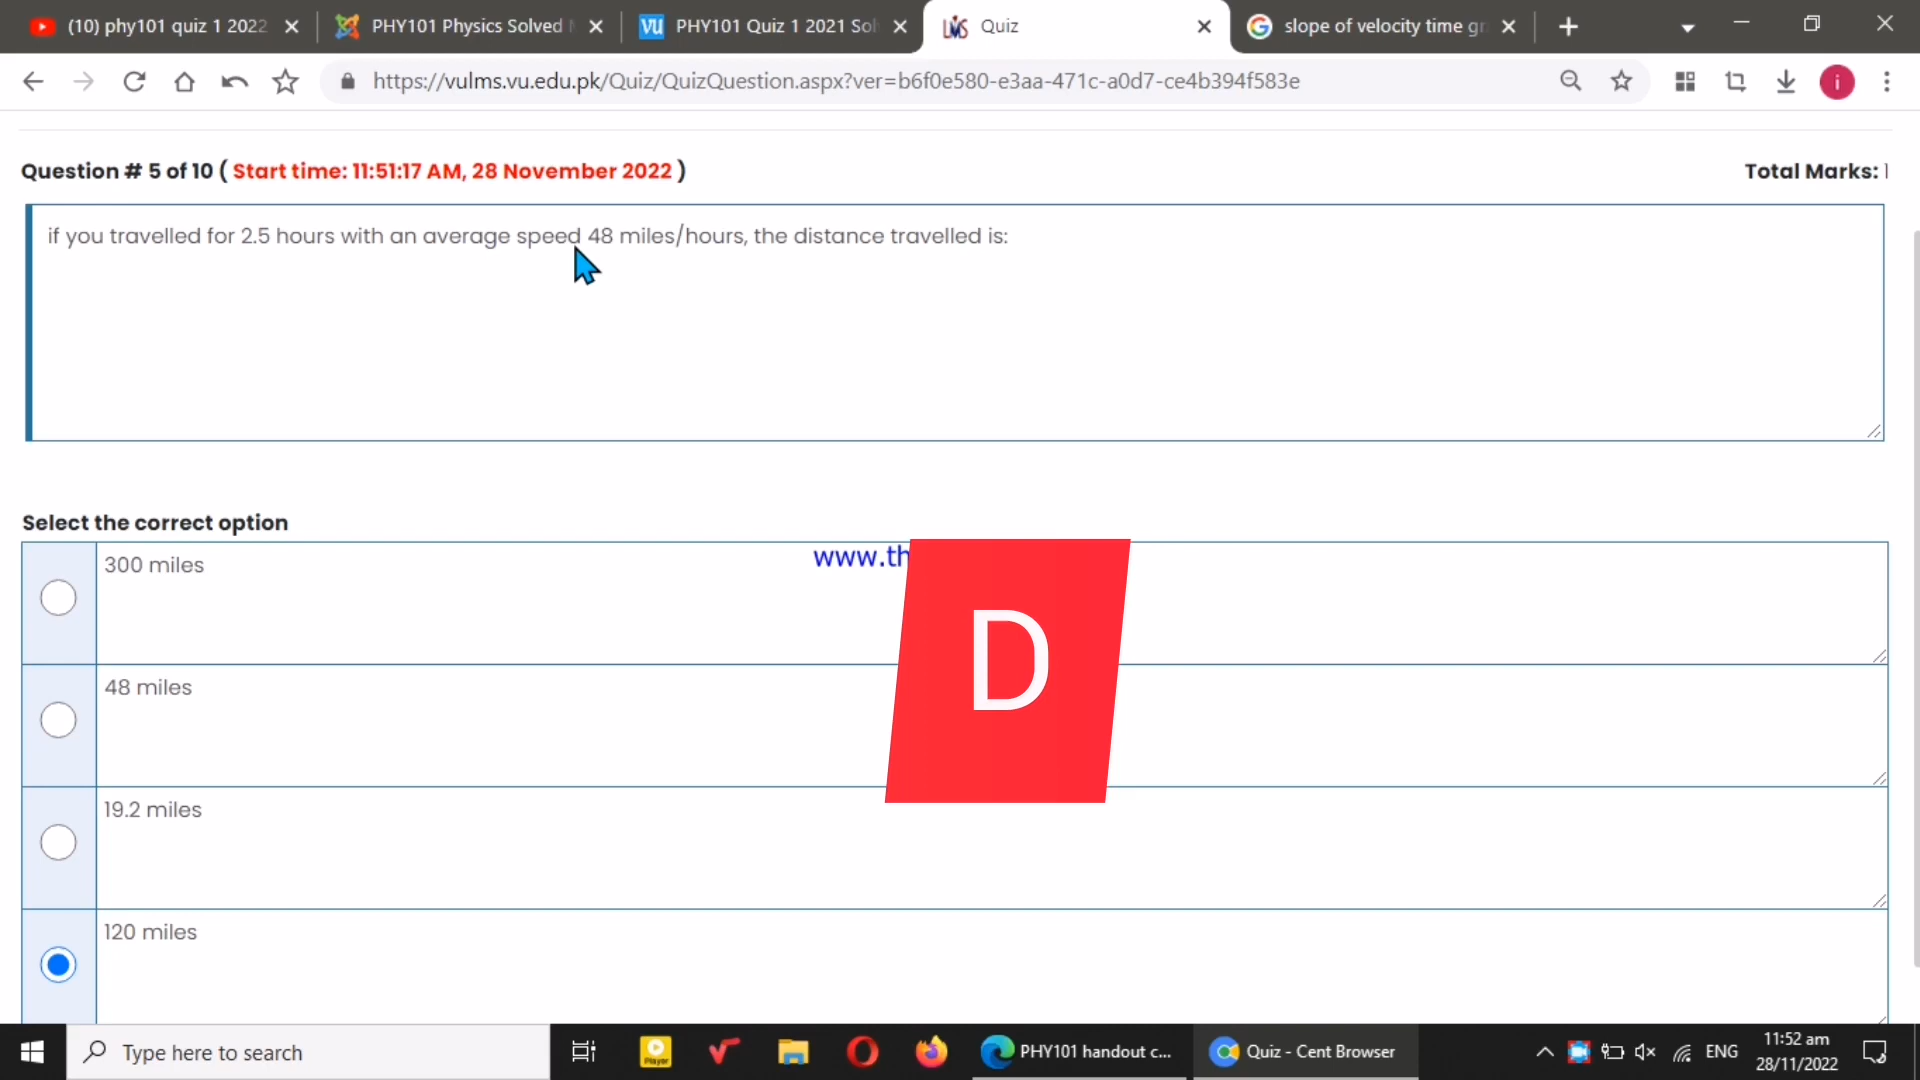 (10) phy101 quiz 1 2022
PHY101 Physics Solved
PHY101 Quiz 1 2021 Sol
Quiz
slope of velocity time gr
https://vulms.vu.edu.pk/Quiz/QuizQuestion.aspx?ver=b6f0e580-e3aa-471c-a0d7-ce4b394f583e
i
Question # 5 of 10 ( Start time: 11:51:17 AM, 28 November 2022 )
Total Marks: 1
if you travelled for 2.5 hours with an average speed 48 miles/hours, the distance travelled is:
Select the correct option
300 miles
www.th
D
48 miles
19.2 miles
120 miles
Type here to search
Player
PHY101 handout c...
Quiz - Cent Browser
ENG
11:52 am
28/11/2022